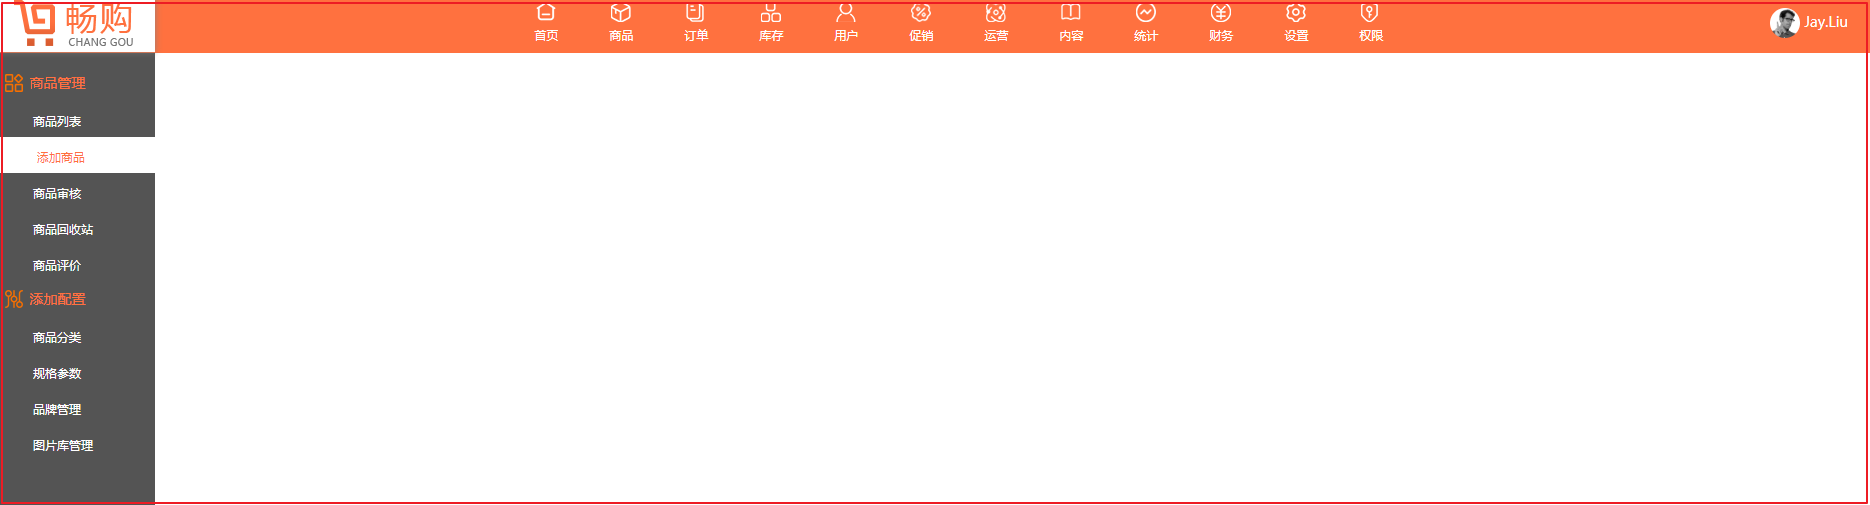 畅购
CHANG GOU
首页 商品 订单 库存 用户 促销 运营 内容 统计 财务 设置 权限
Jay.Liu
商品管理
商品列表
添加商品
商品审核
商品回收站
商品评价
添加配置
商品分类
规格参数
品牌管理
图片库管理